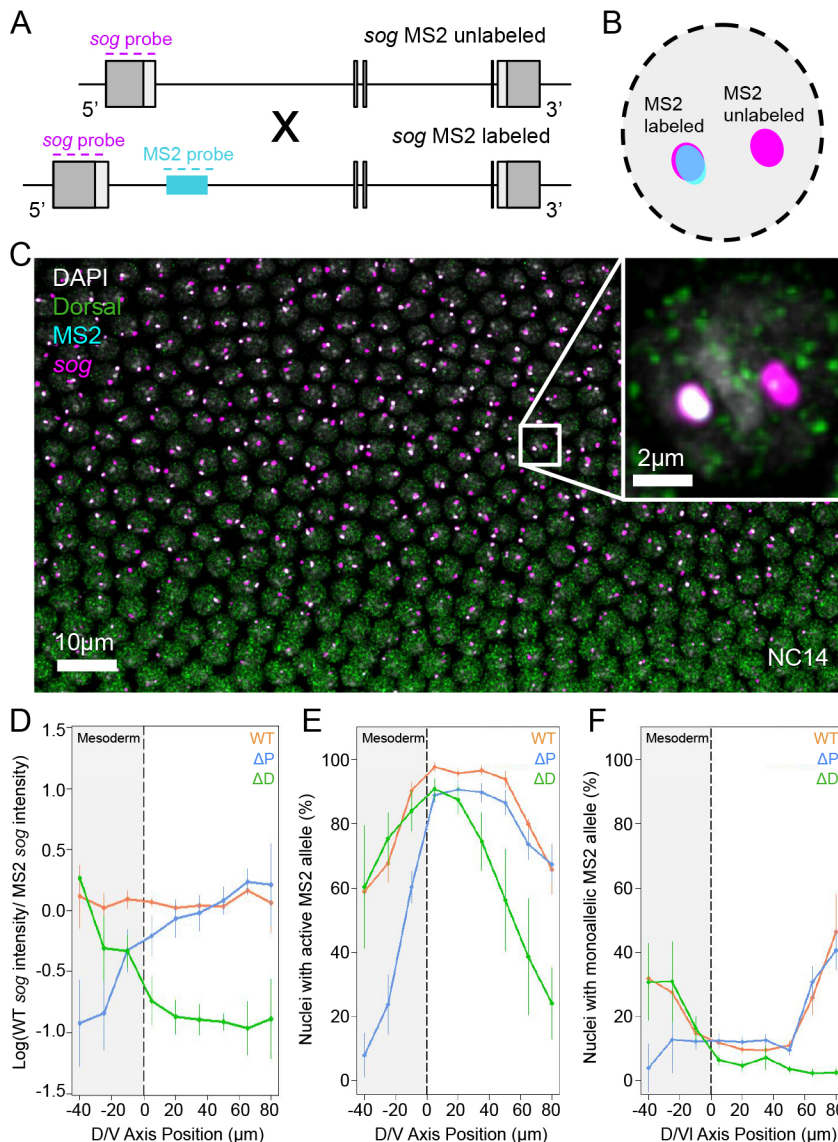 A
sog probe
sog MS2 unlabeled
5’
3’
X
sog probe
MS2 probe
sog MS2 labeled
5’
3’
B
MS2
labeled
MS2
unlabeled
C
DAPI
Dorsal
MS2
sog
2µm
10µm
NC14
D
Mesoderm
WT
ΔP
ΔD
1.5
1.0
0.5
0.0
-0.5
-1.0
-1.5
Log(WT sog intensity/ MS2 sog intensity)
-40
-20
0
20
40
60
80
D/V Axis Position (µm)
E
Mesoderm
WT
ΔP
ΔD
100
80
60
40
20
0
Nuclei with active MS2 allele (%)
-40
-20
0
20
40
60
80
D/V Axis Position (µm)
F
Mesoderm
WT
ΔP
ΔD
100
80
60
40
20
0
Nuclei with monoallelic MS2 allele (%)
-40
-20
0
20
40
60
80
D/Vl Axis Position (µm)